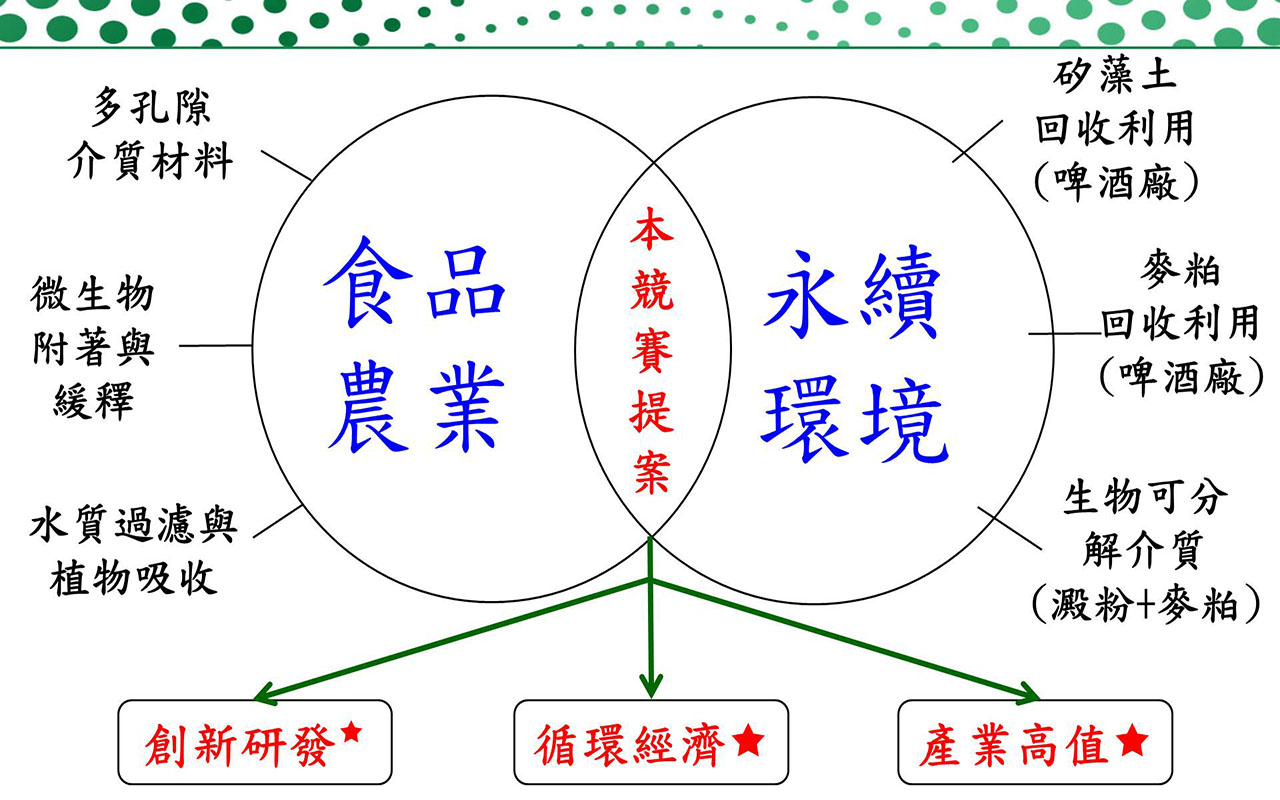 多孔隙
介質材料
微生物
附著與
緩釋
水質過濾與
植物吸收
食品
農業
本
競
賽
提
案
永續
環境
矽藻土
回收利用
(啤酒廠)
麥粕
回收利用
(啤酒廠)
生物可分
解介質
(澱粉+麥粕)
創新研發
循環經濟
產業高值